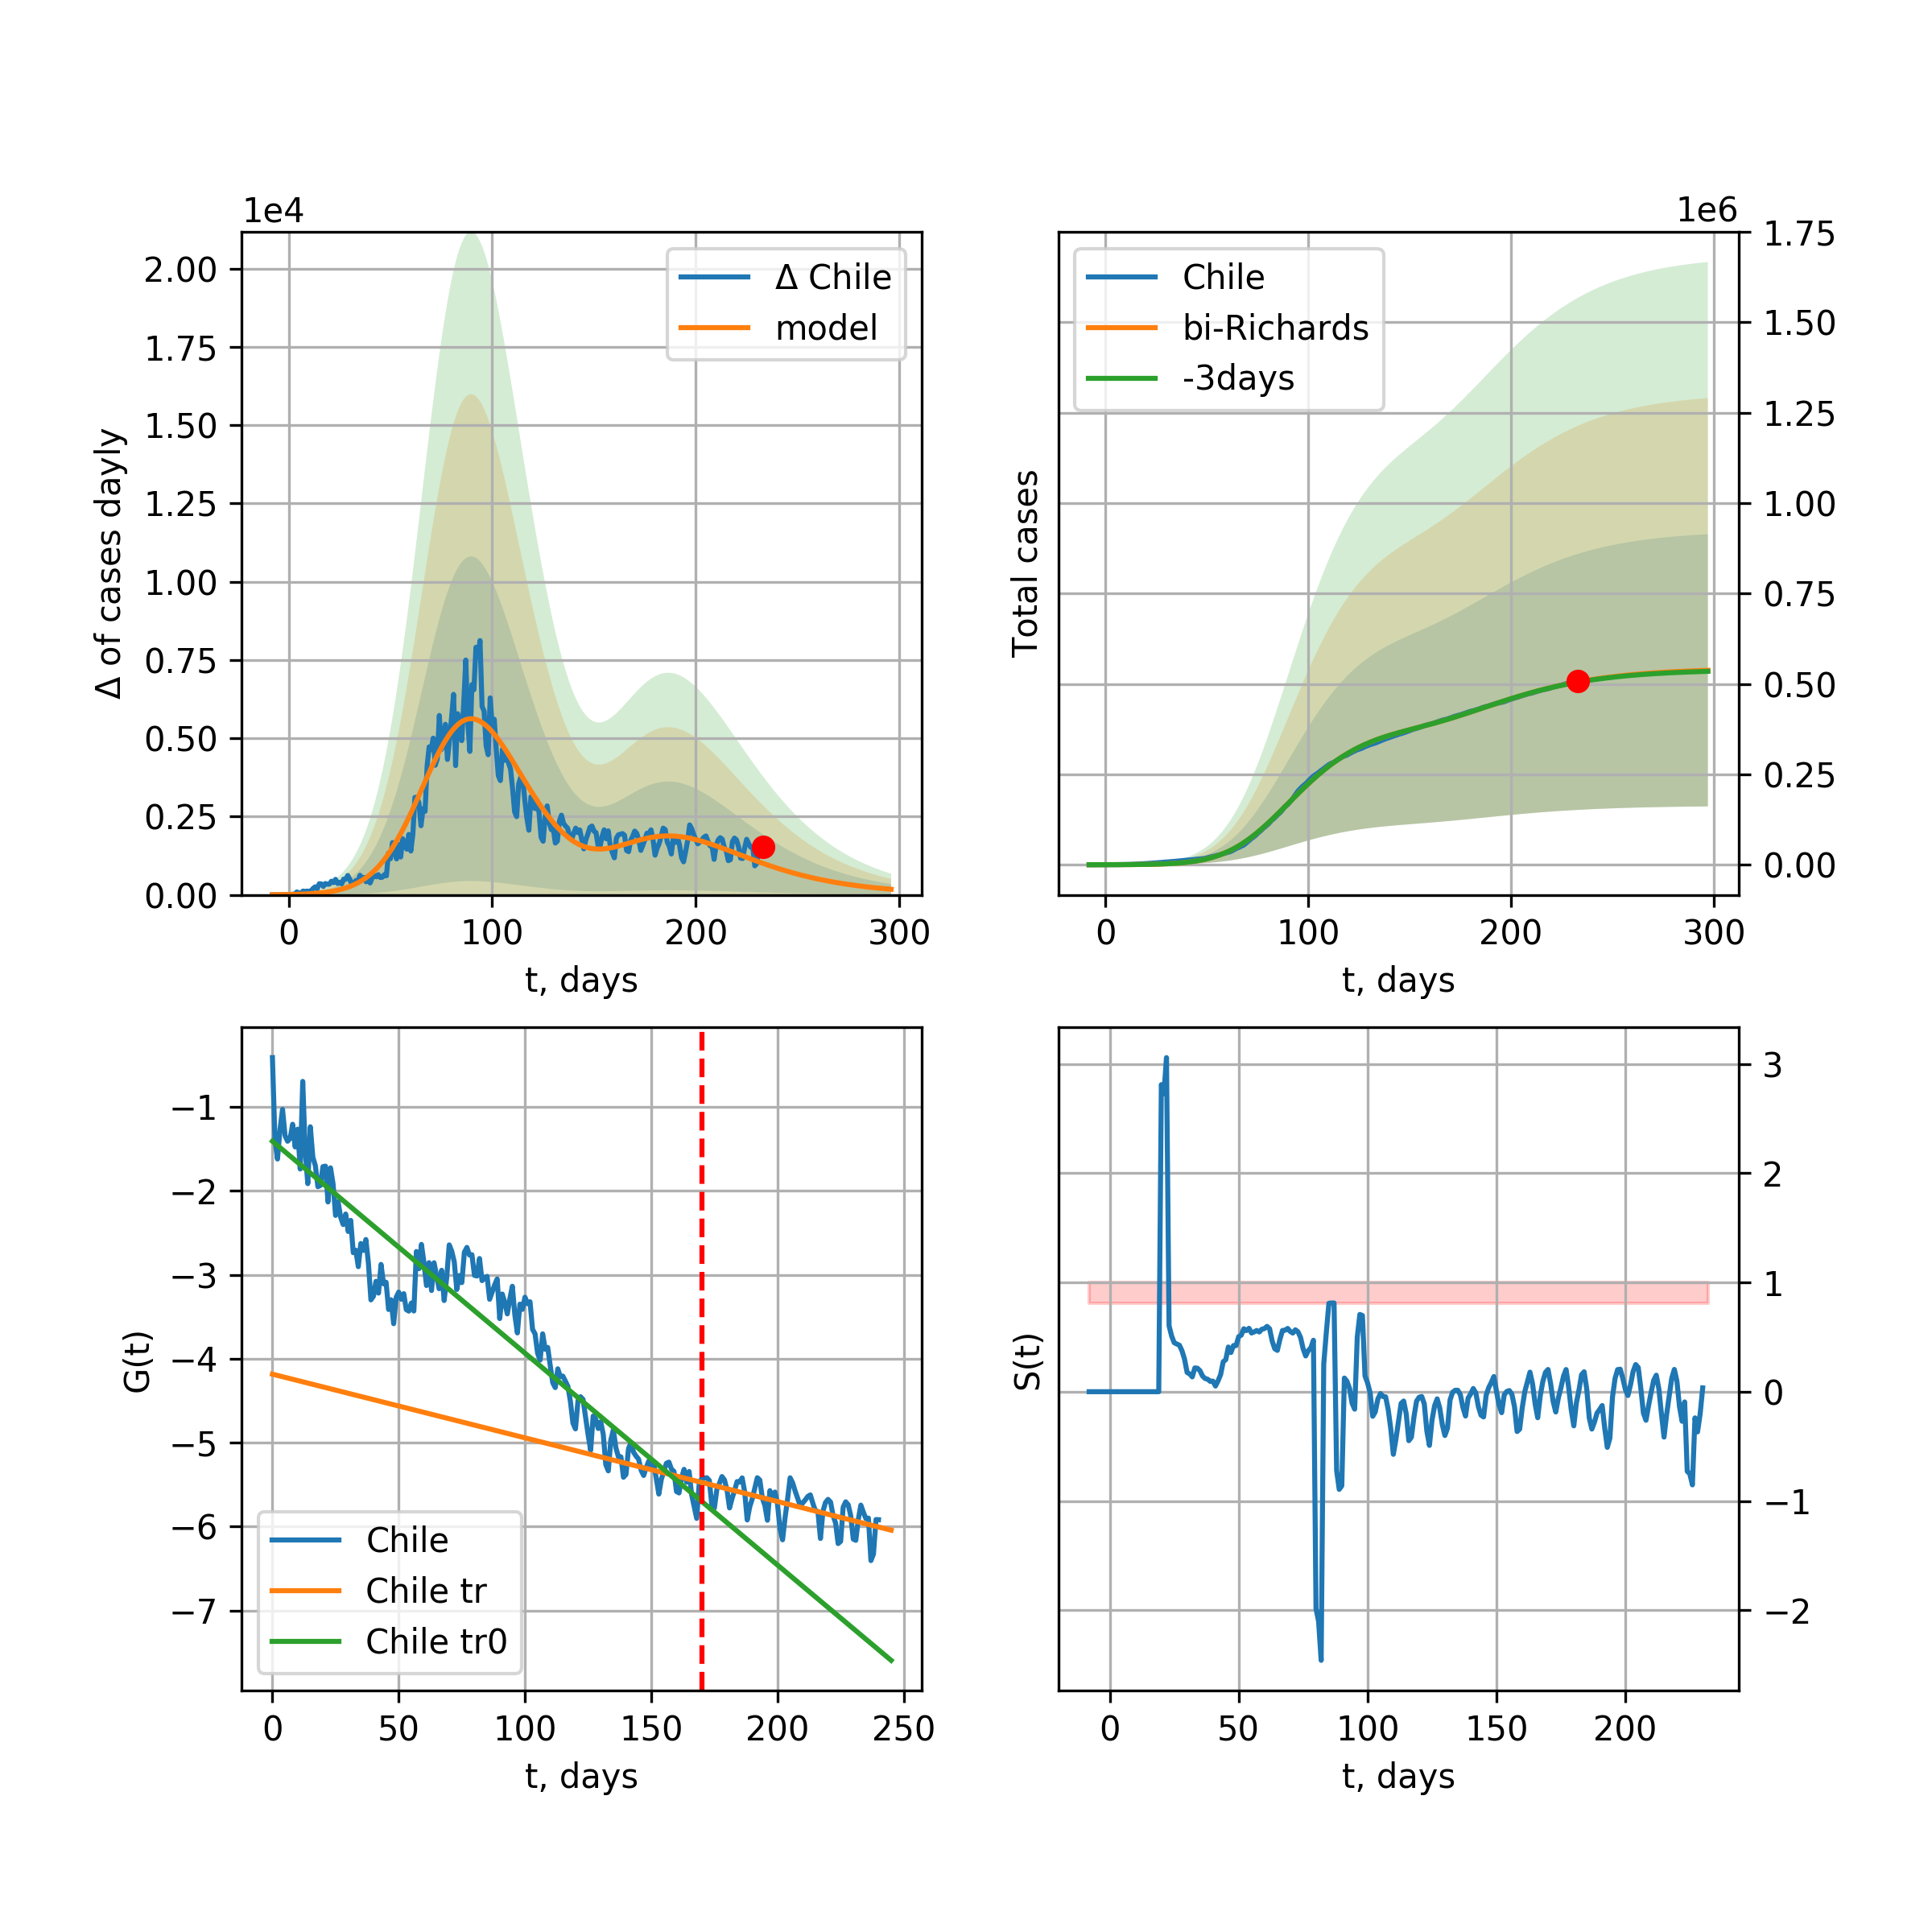 1e4
2.00
1.75
1.50
1.25
1.00
0.75
0.50
0.25
0.00
Δ of cases dayly
0
100
200
300
t, days
Δ Chile
model
1e6
1.75
1.50
1.25
1.00
0.75
0.50
0.25
0.00
Total cases
0
100
200
300
t, days
Chile
bi-Richards
-3days
−1
−2
−3
−4
−5
−6
−7
G(t)
0
50
100
150
200
250
t, days
Chile
Chile tr
Chile tr0
3
2
1
0
−1
−2
S(t)
0
50
100
150
200
t, days